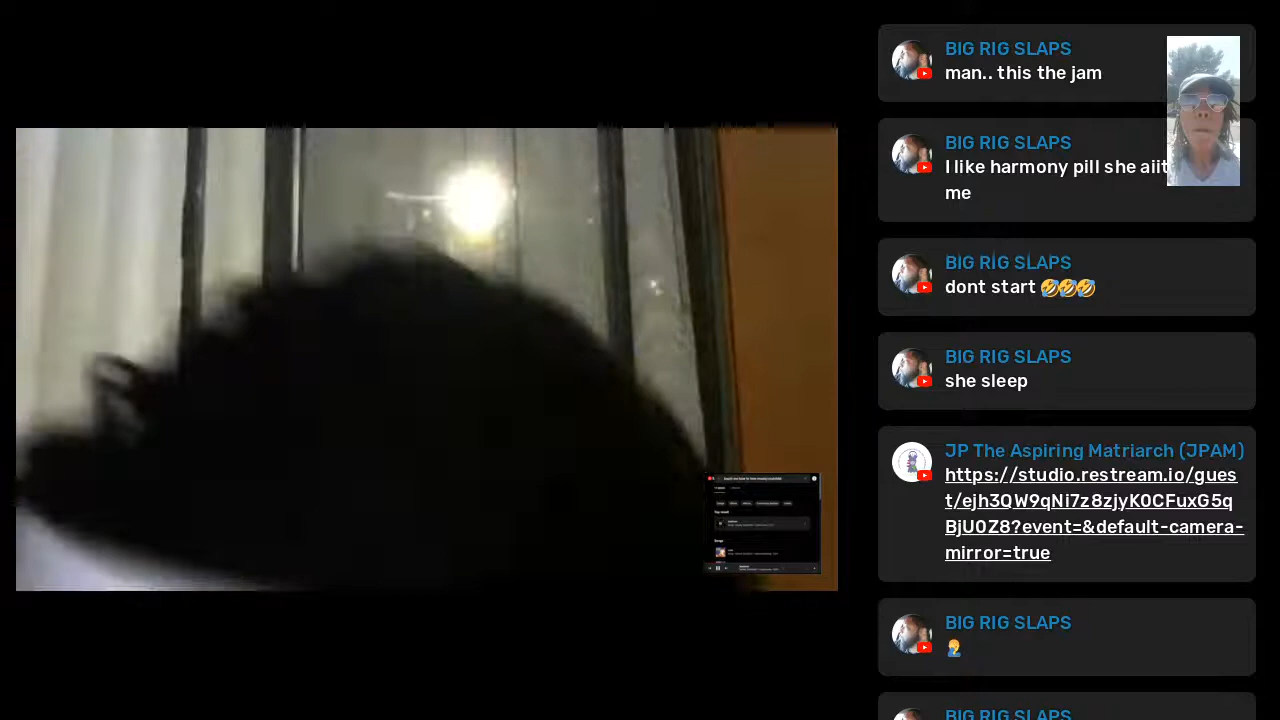 BIG RIG SLAPS
man.. this the jam
BIG RIG SLAPS
I like harmony pill she aiit
me
BIG RIG SLAPS
dont start 🤣🤣🤣
BIG RIG SLAPS
she sleep
JP The Aspiring Matriarch (JPAM)
https://studio.restream.io/gues
t/ejh3QW9qNi7z8zjyK0CFuxG5q
BjU0Z8?event=&default-camera-
mirror=true
BIG RIG SLAPS
🤦‍♂️
BIG RIG SLAPS